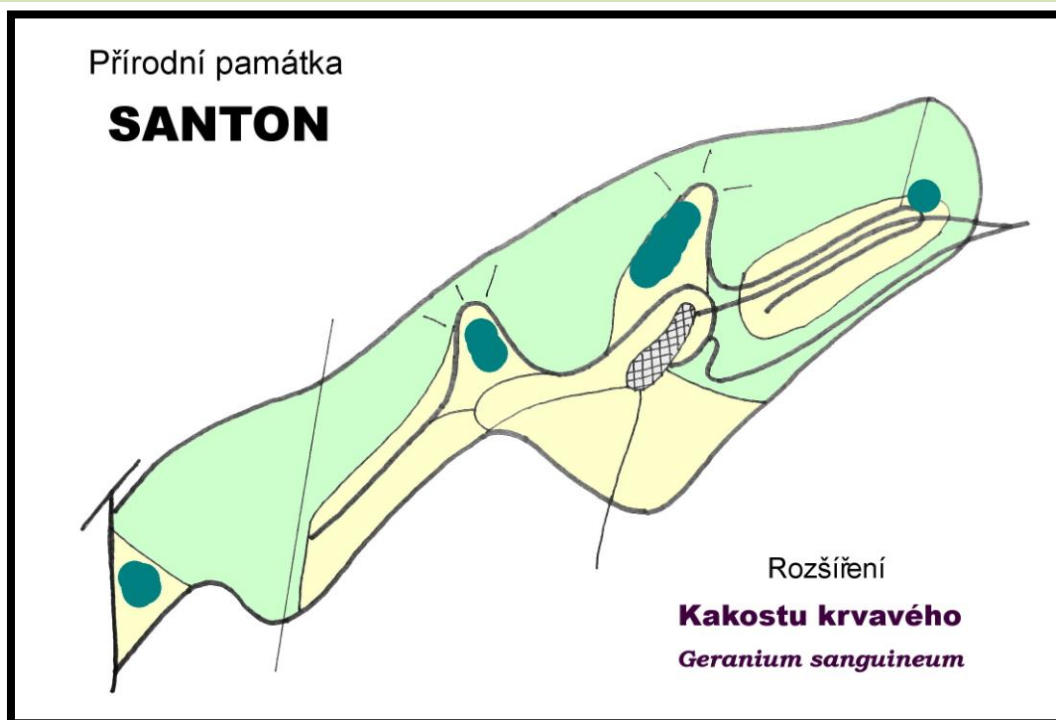 Přírodní památka
SANTON
Rozšíření
Kakostu krvavého
Geranium sanguineum